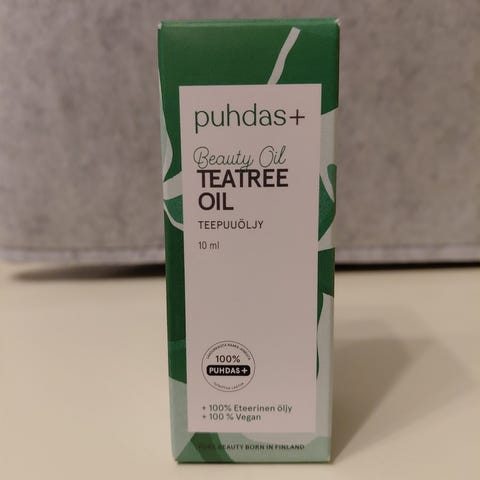 puhdas+
Beauty Oil
TEATREE
OIL
TEEPUUÖLJY
10 ml
100%
PUHDAS+
+ 100% Eteerinen öljy
+ 100 % Vegan
PURE BEAUTY BORN IN FINLAND